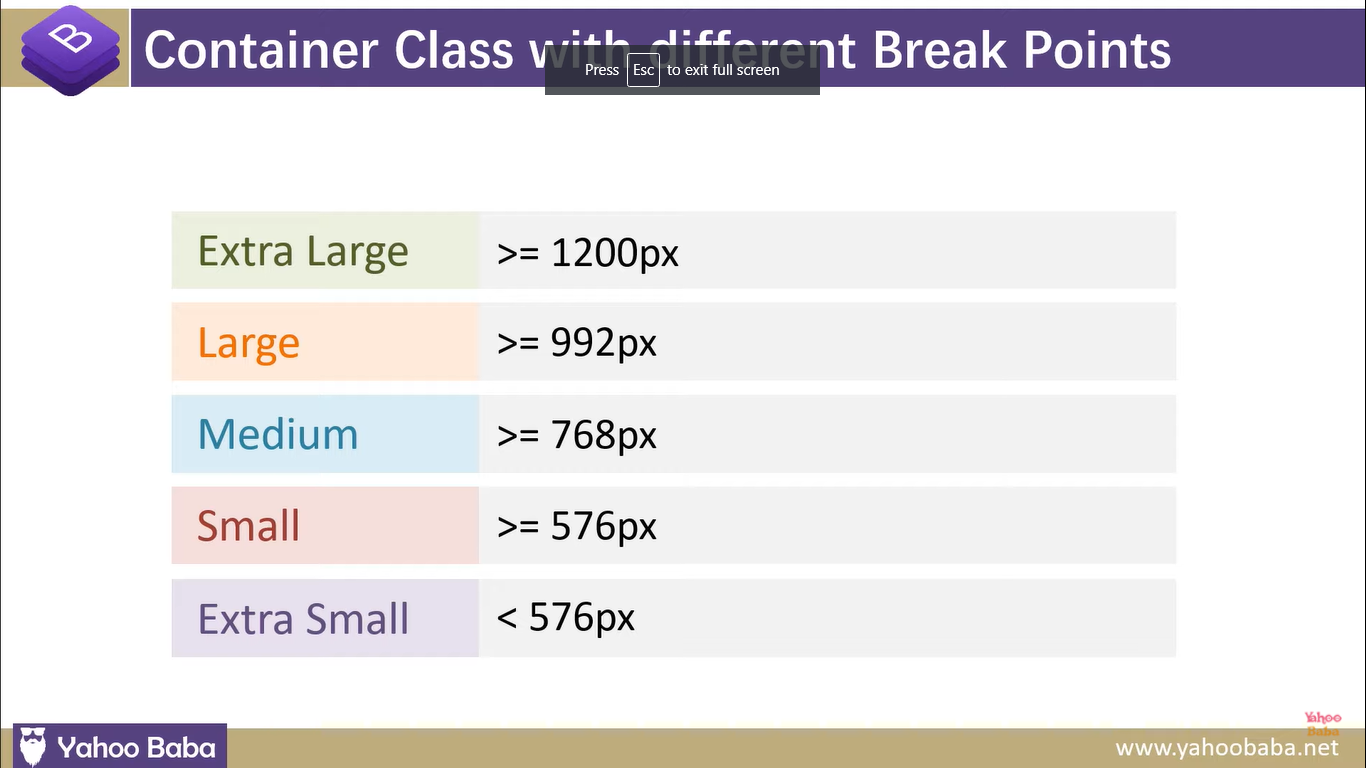 B
Container Class with different Break Points
Press Esc to exit full screen
Extra Large >= 1200px
Large >= 992px
Medium >= 768px
Small >= 576px
Extra Small < 576px
Yahoo
Baba
Yahoo Baba
www.yahoobaba.net